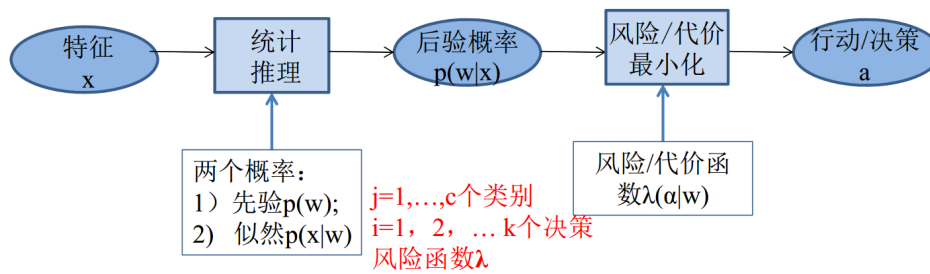 特征
x
统计
推理
后验概率
p(w|x)
风险/代价
最小化
行动/决策
a
两个概率：
1）先验p(w);
2) 似然p(x|w)
j=1,…,c个类别
i=1，2，… k个决策
风险函数λ
风险/代价函
数λ(α|w)